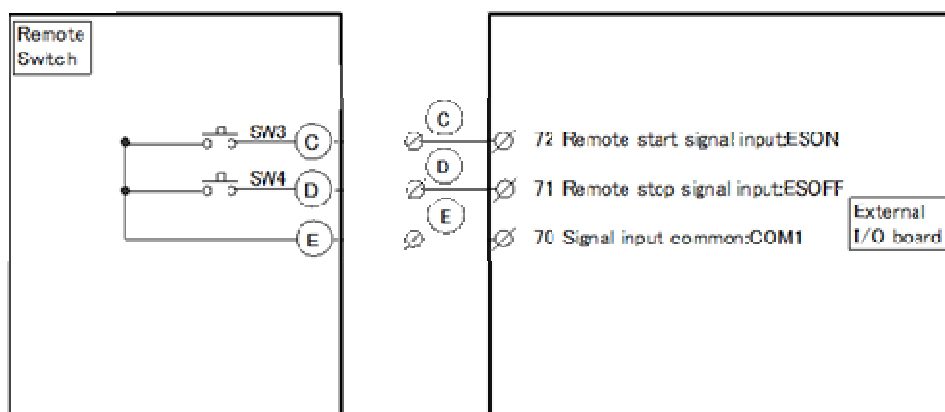 Remote
Swtch
SW3
C
C
72 Remote start signal input:ESON
SW4
D
D
71 Remote stop signal input:ESOFF
E
E
70 Signal input common:COM1
External
I/O board